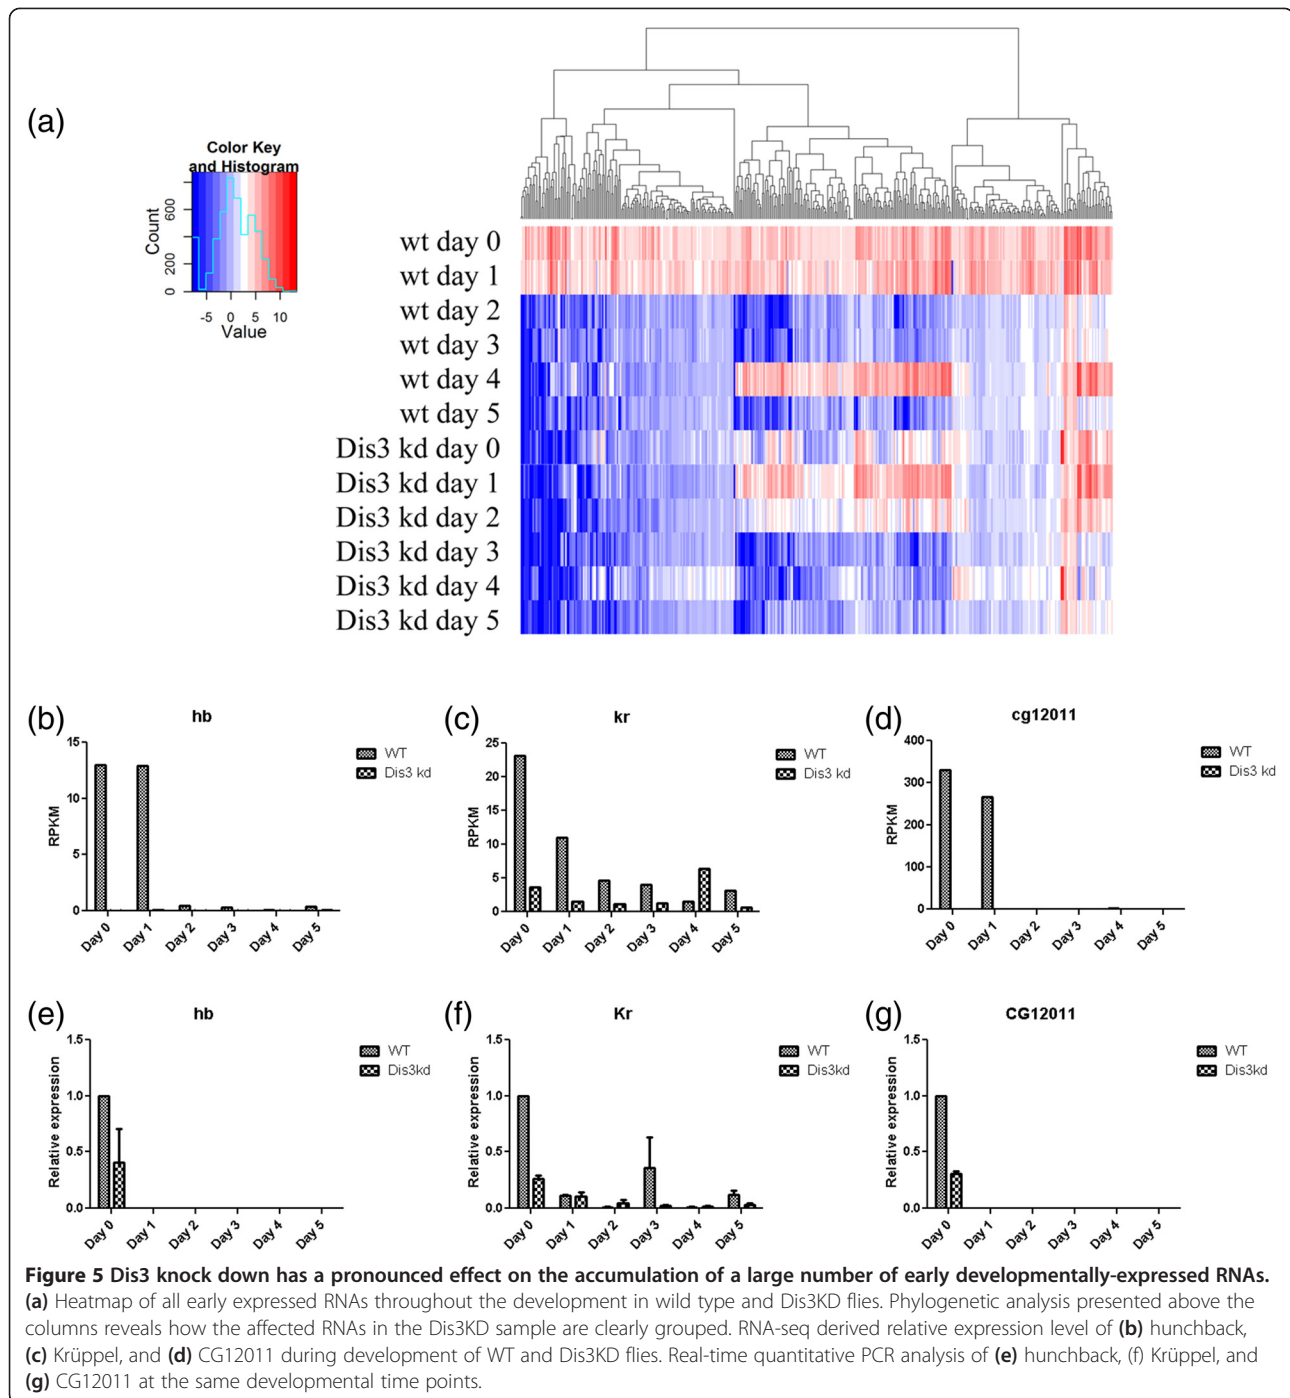 (a)
Color Key
and Histogram
Count
0 200 600
-5 0 5 10
Value
wt day 0
wt day 1
wt day 2
wt day 3
wt day 4
wt day 5
Dis3 kd day 0
Dis3 kd day 1
Dis3 kd day 2
Dis3 kd day 3
Dis3 kd day 4
Dis3 kd day 5
(b)
hb
RPKM
15
10
5
0
Day 0 Day 1 Day 2 Day 3 Day 4 Day 5
WT
Dis3 kd
(c)
kr
RPKM
25
20
15
10
5
0
Day 0 Day 1 Day 2 Day 3 Day 4 Day 5
WT
Dis3 kd
(d)
cg12011
RPKM
400
300
200
100
0
Day 0 Day 1 Day 2 Day 3 Day 4 Day 5
WT
Dis3 kd
(e)
hb
Relative expression
1.5
1.0
0.5
0.0
Day 0 Day 1 Day 2 Day 3 Day 4 Day 5
WT
Dis3kd
(f)
Kr
Relative expression
1.5
1.0
0.5
0.0
Day 0 Day 1 Day 2 Day 3 Day 4 Day 5
WT
Dis3kd
(g)
CG12011
Relative expression
1.5
1.0
0.5
0.0
Day 0 Day 1 Day 2 Day 3 Day 4 Day 5
WT
Dis3kd
Figure 5 Dis3 knock down has a pronounced effect on the accumulation of a large number of early developmentally-expressed RNAs.
(a) Heatmap of all early expressed RNAs throughout the development in wild type and Dis3KD flies. Phylogenetic analysis presented above the
columns reveals how the affected RNAs in the Dis3KD sample are clearly grouped. RNA-seq derived relative expression level of (b) hunchback,
(c) Krüppel, and (d) CG12011 during development of WT and Dis3KD flies. Real-time quantitative PCR analysis of (e) hunchback, (f) Krüppel, and
(g) CG12011 at the same developmental time points.